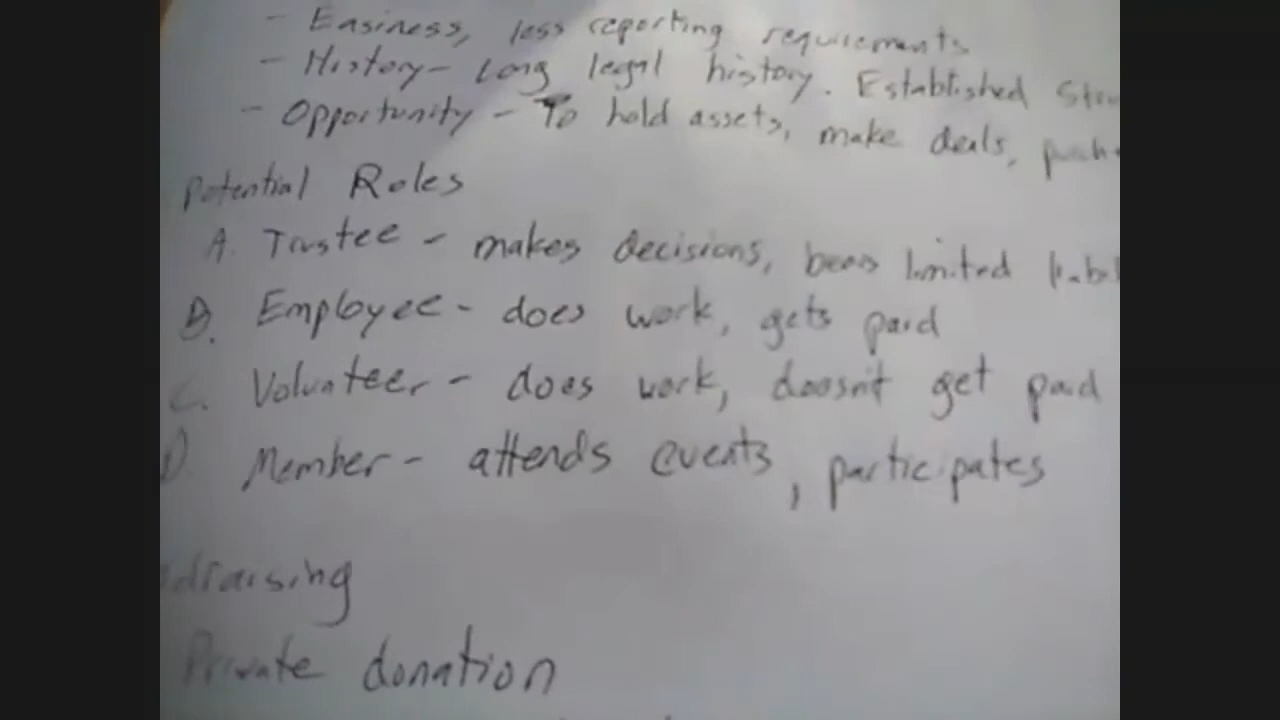 - Easiness, less reporting requirements
- History - Long legal history. Established
- Opportunity - To hold assets, make deals,
Potential Roles
A. Trustee - makes decisions, bears limited
B. Employee - does work, gets paid
C. Volunteer - does work, doesn't get paid
D. Member - attends events, participates
draising
Private donation